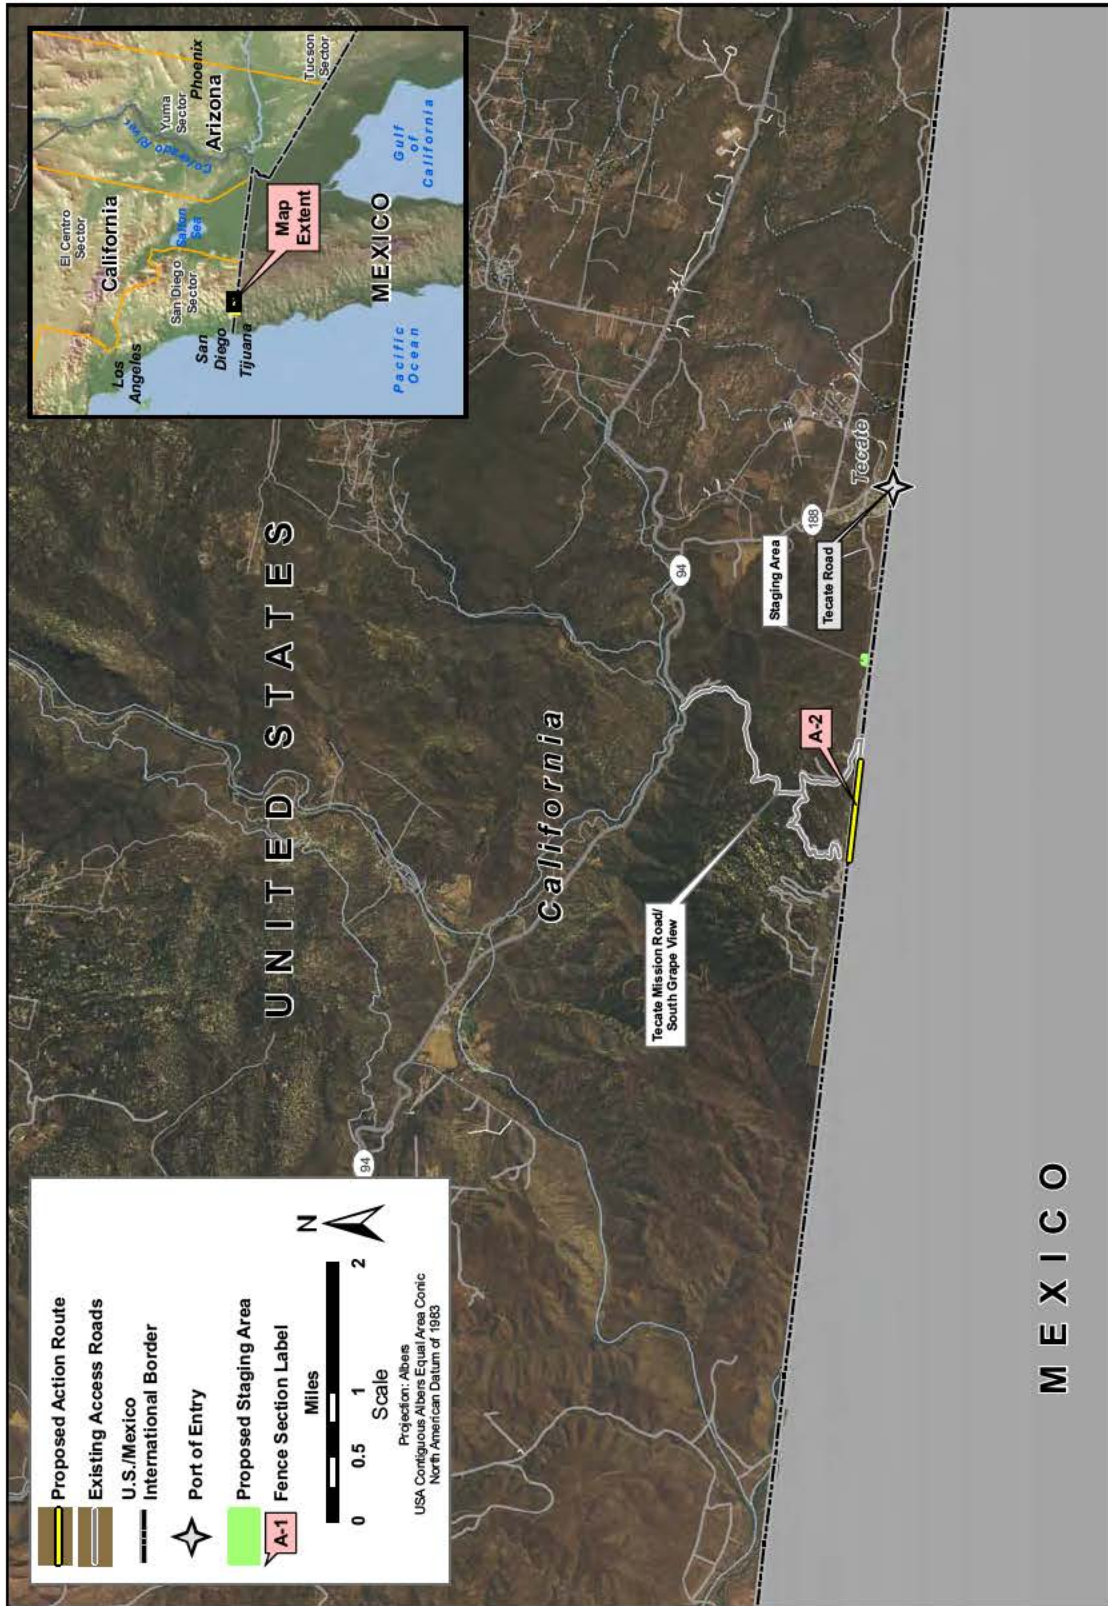 Proposed Action Route
Existing Access Roads
U.S./Mexico
International Border
Port of Entry
Proposed Staging Area
A-1
Fence Section Label
Miles
0
0.5
1
2
N
Scale
Projection: Albers
USA Contiguous Albers Equal Area Conic
North American Datum of 1983
El Centro
Sector
California
Los
Angeles
San Diego
Sector
Salton
Sea
San
Diego
Tijuana
Colorado River
Yuma
Sector
Phoenix
Arizona
Tucson
Sector
Map
Extent
MEXICO
Pacific
Ocean
Gulf
of
California
UNITED STATES
94
California
94
Tecate Mission Road/
South Grape View
Staging Area
188
Tecate Road
Tecate
A-2
MEXICO